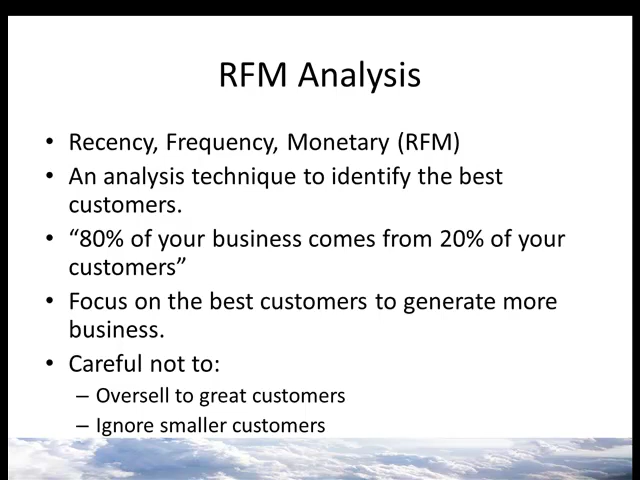 RFM Analysis
• Recency, Frequency, Monetary (RFM)
• An analysis technique to identify the best
customers.
• “80% of your business comes from 20% of your
customers”
• Focus on the best customers to generate more
business.
• Careful not to:
– Oversell to great customers
– Ignore smaller customers